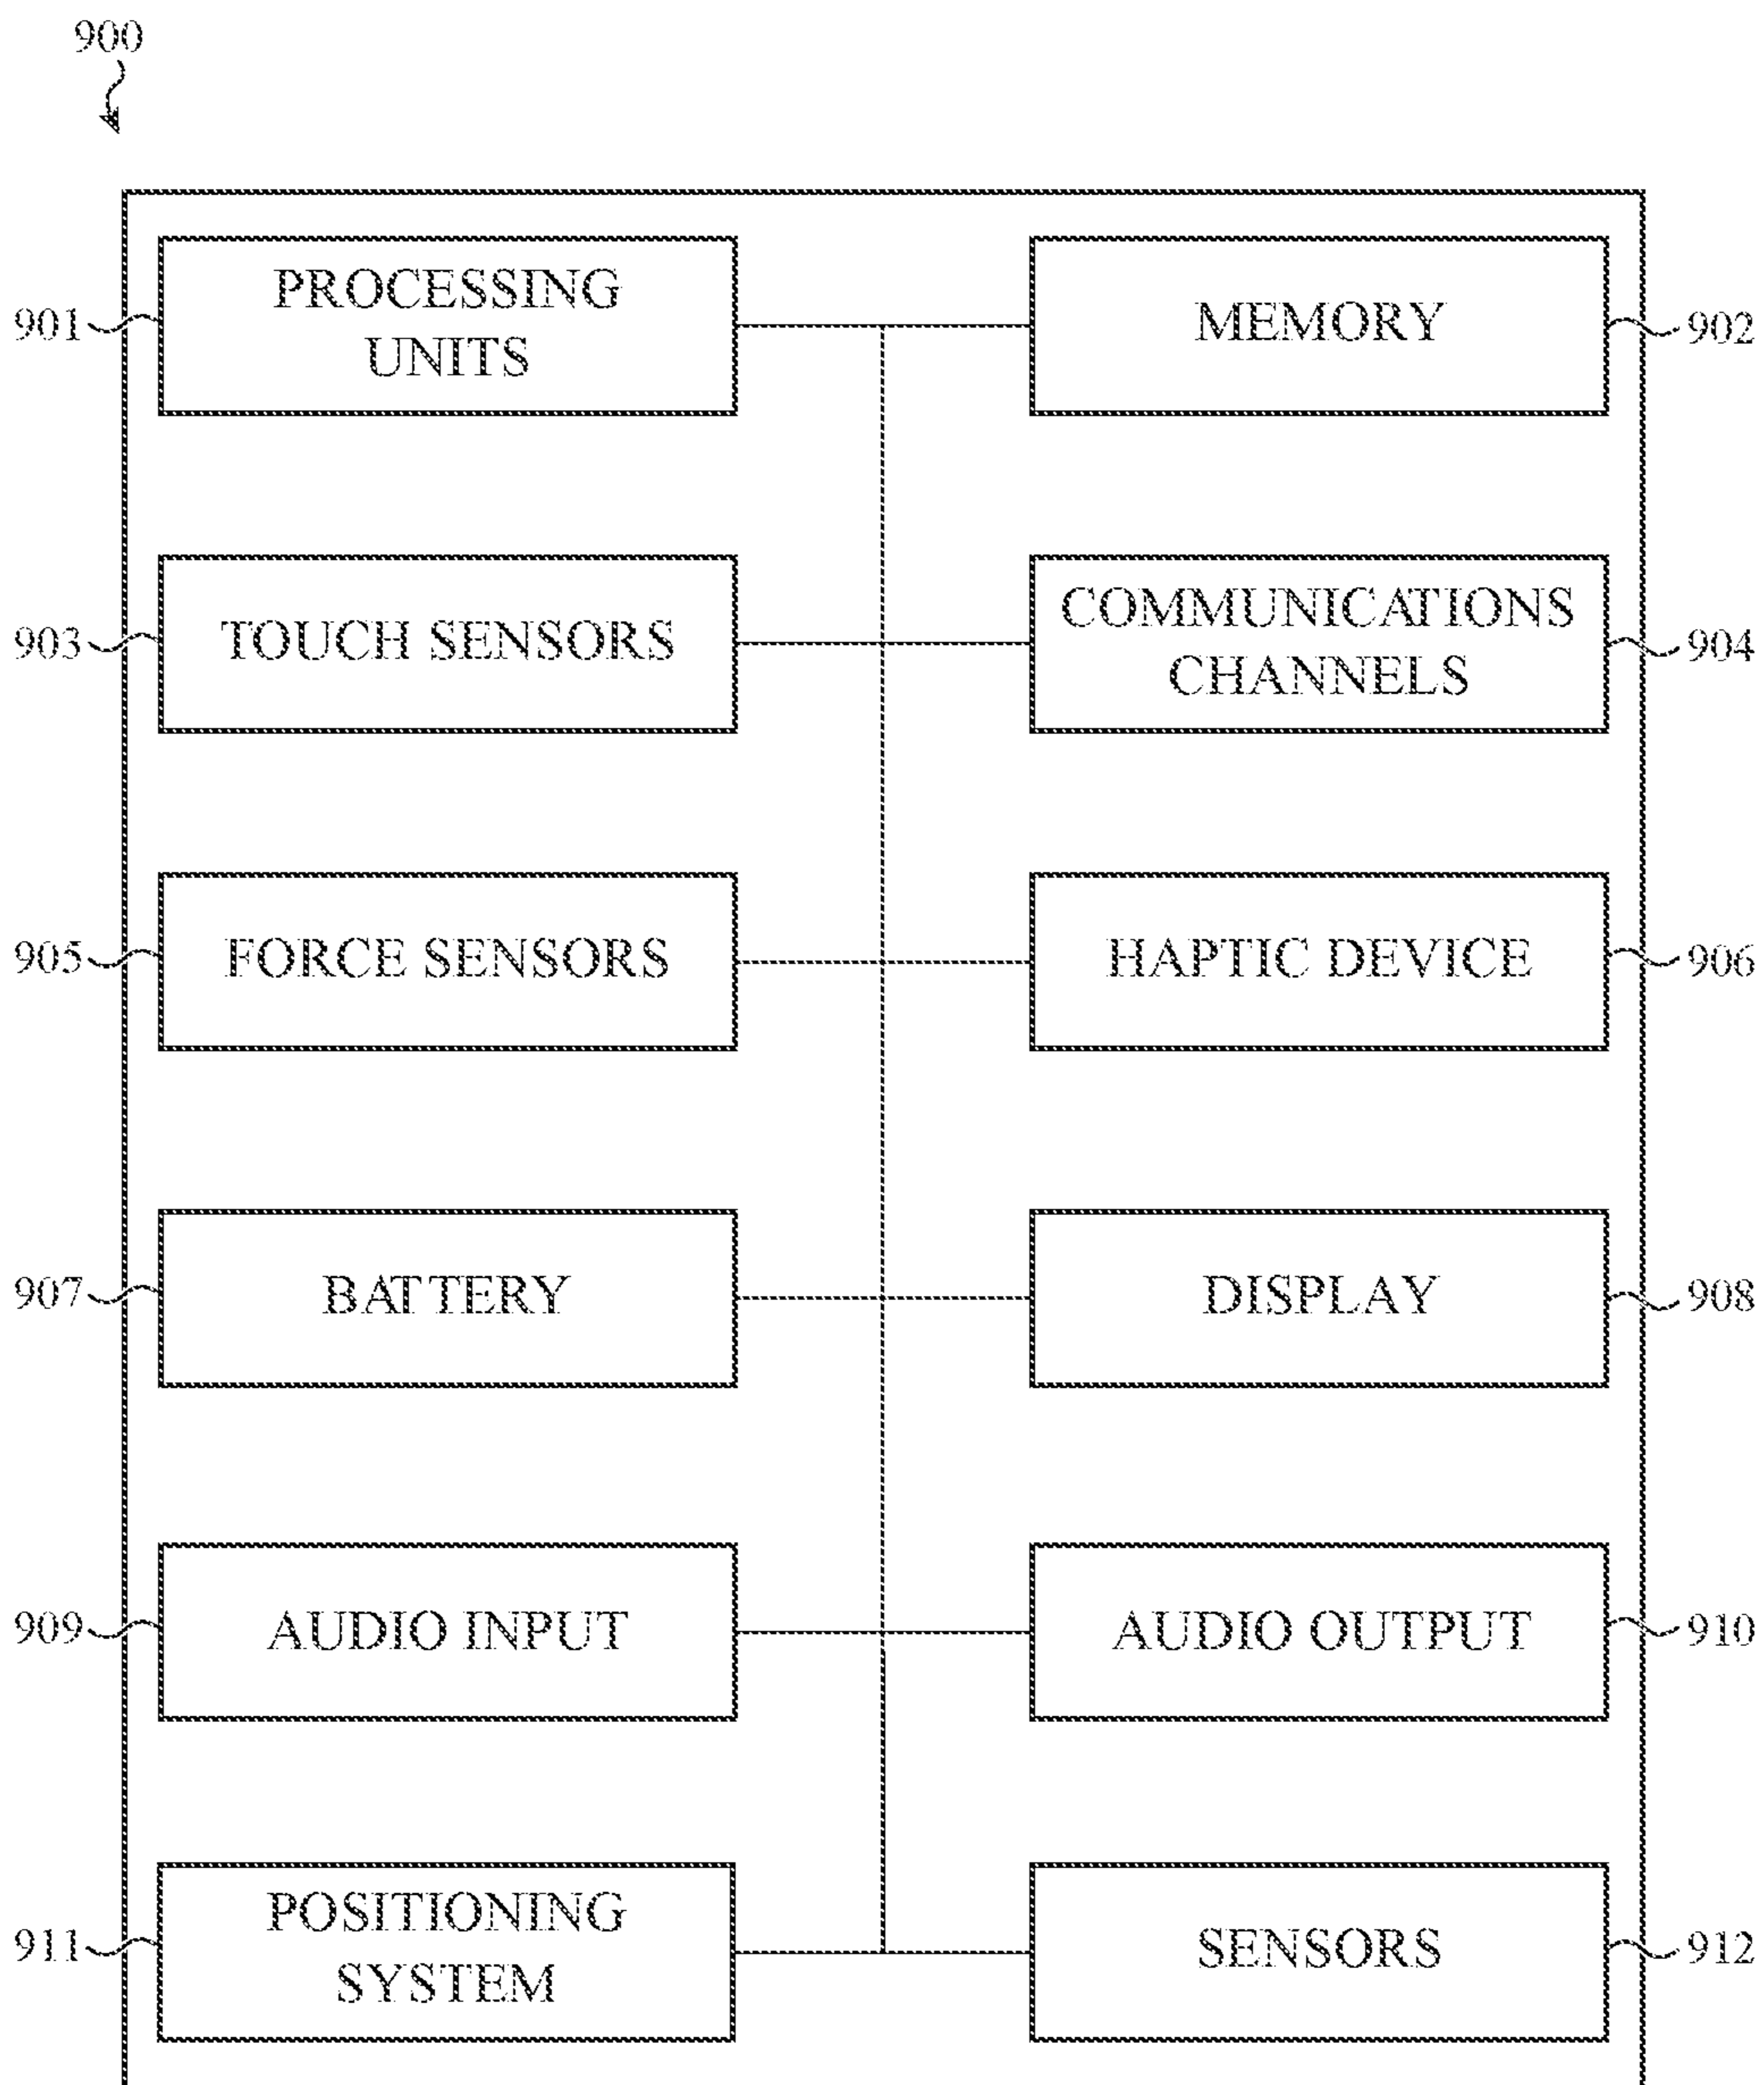 900
901
PROCESSING
UNITS
MEMORY
902
903
TOUCH SENSORS
COMMUNICATIONS
CHANNELS
904
905
FORCE SENSORS
HAPTIC DEVICE
906
907
BATTERY
DISPLAY
908
909
AUDIO INPUT
AUDIO OUTPUT
910
911
POSITIONING
SYSTEM
SENSORS
912